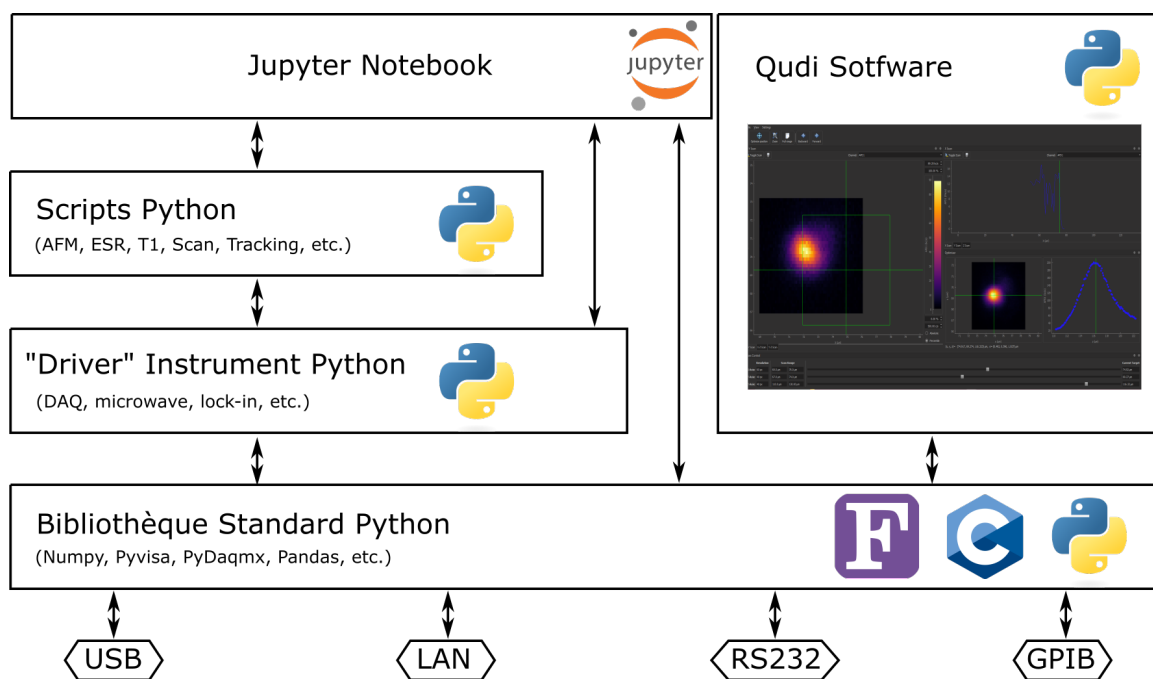 Jupyter Notebook
jupyter
Qudi Sotfware
Scripts Python
(AFM, ESR, T1, Scan, Tracking, etc.)
"Driver" Instrument Python
(DAQ, microwave, lock-in, etc.)
Bibliothèque Standard Python
(Numpy, Pyvisa, PyDaqmx, Pandas, etc.)
F
C
USB
LAN
RS232
GPIB